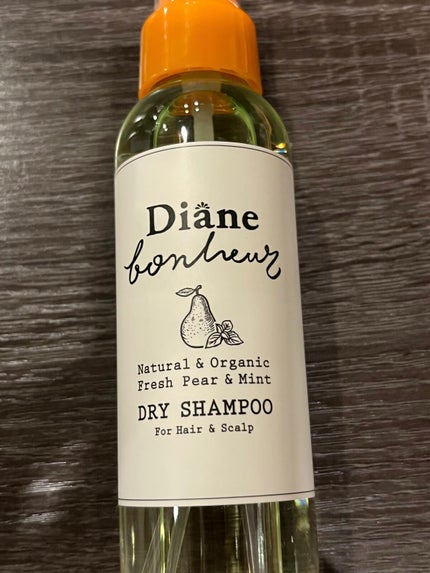 Diane
bonheur
Natural & Organic
Fresh Pear & Mint
DRY SHAMPOO
For Hair & Scalp